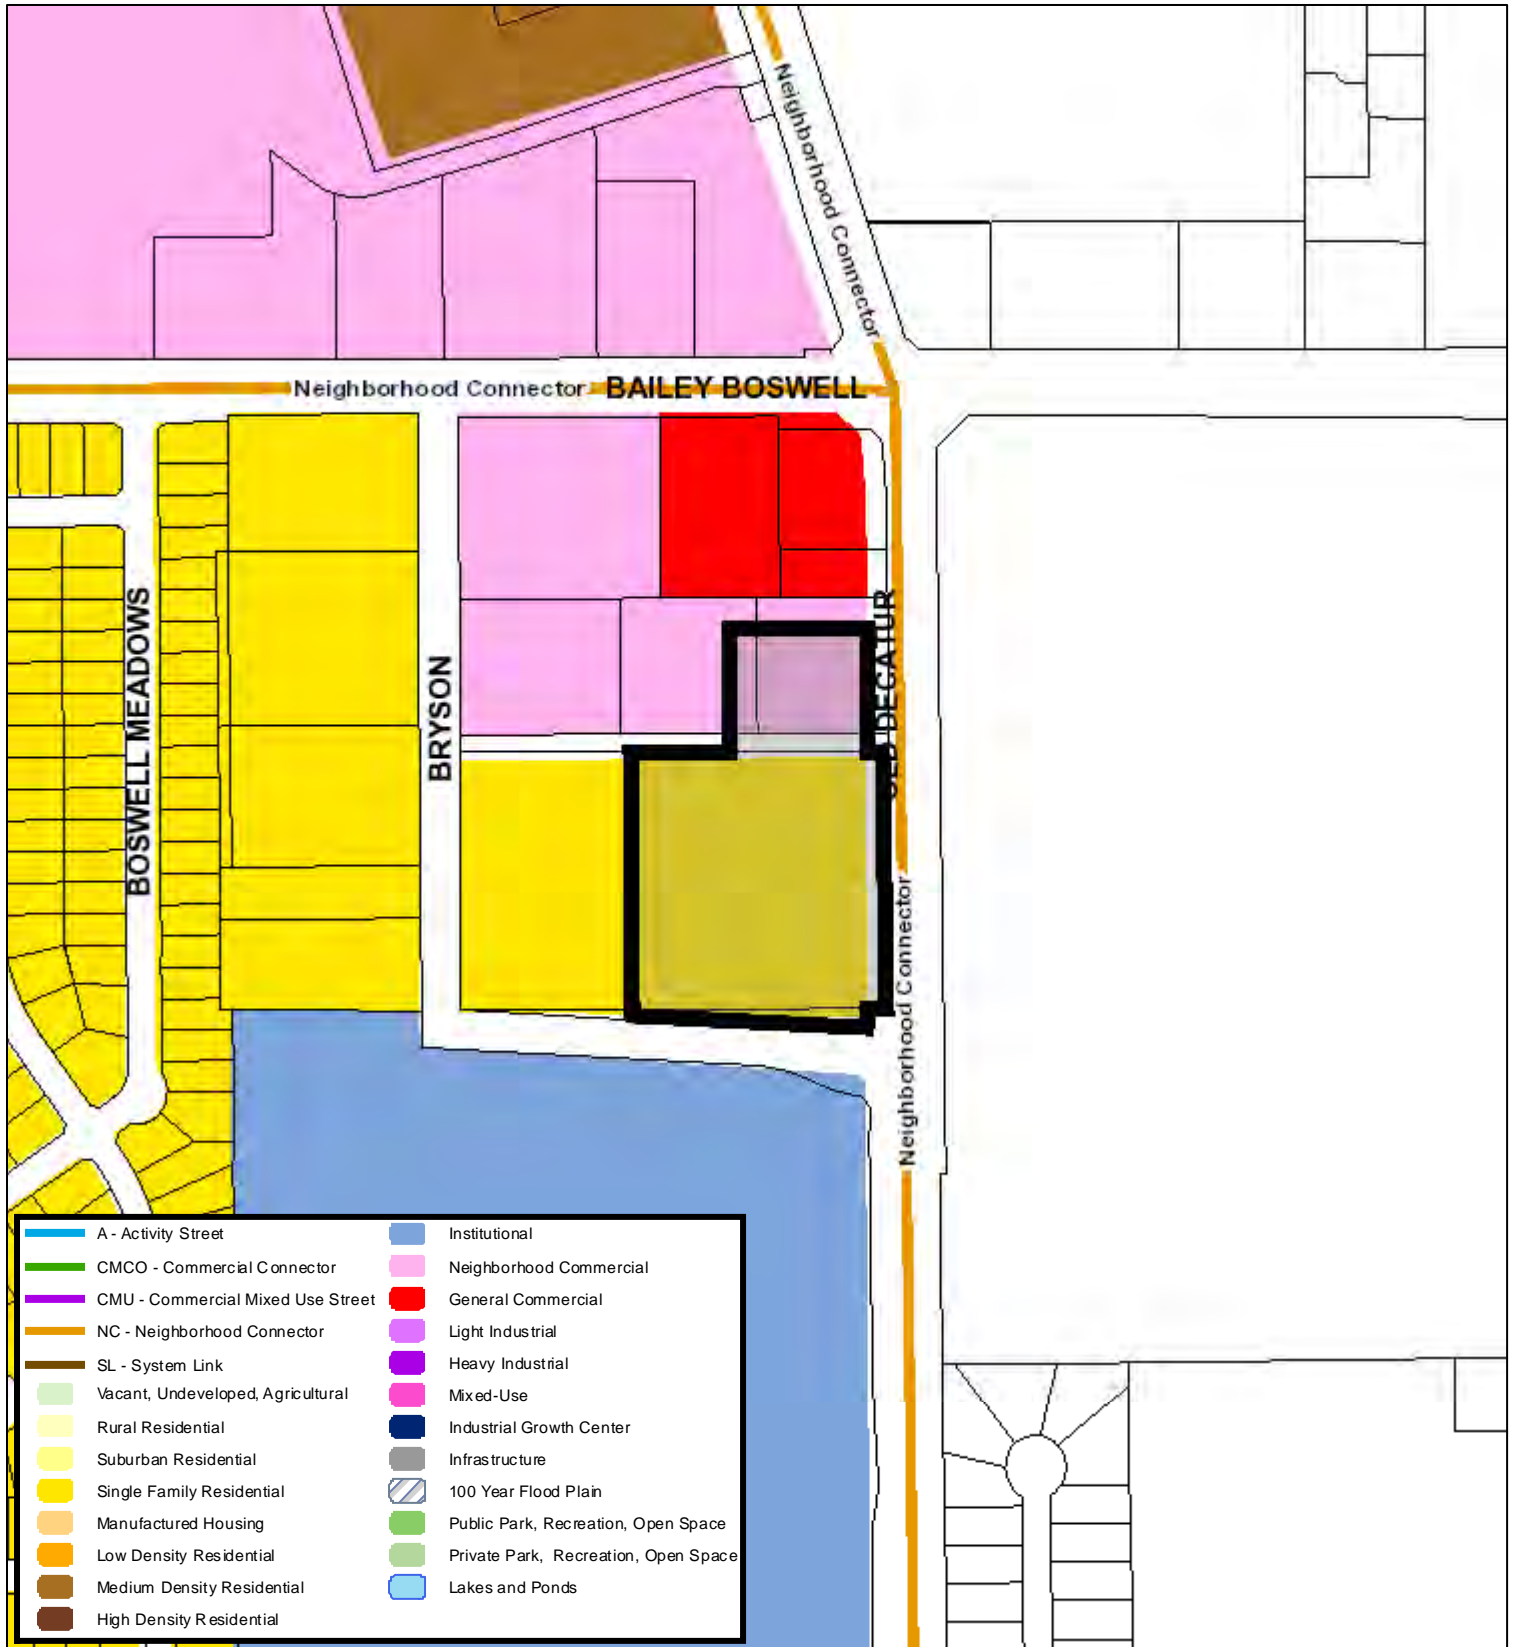 Neighborhood Connector
Neighborhood Connector
BAILEY BOSWELL
BOSWELL MEADOWS
BRYSON
OLD DECATUR
Neighborhood Connector
A - Activity Street
CMCO - Commercial Connector
CMU - Commercial Mixed Use Street
NC - Neighborhood Connector
SL - System Link
Vacant, Undeveloped, Agricultural
Rural Residential
Suburban Residential
Single Family Residential
Manufactured Housing
Low Density Residential
Medium Density Residential
High Density Residential
Institutional
Neighborhood Commercial
General Commercial
Light Industrial
Heavy Industrial
Mixed-Use
Industrial Growth Center
Infrastructure
100 Year Flood Plain
Public Park, Recreation, Open Space
Private Park, Recreation, Open Space
Lakes and Ponds